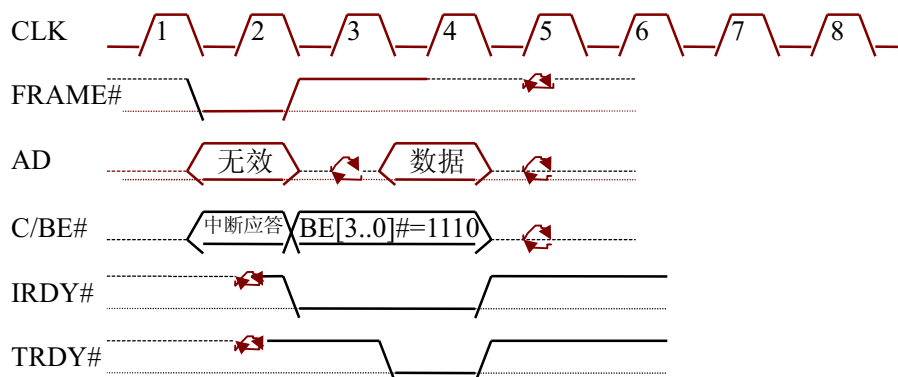 CLK 1 2 3 4 5 6 7 8
FRAME#
AD 无效 数据
C/BE# 中断应答 BE[3..0]#=1110
IRDY#
TRDY#